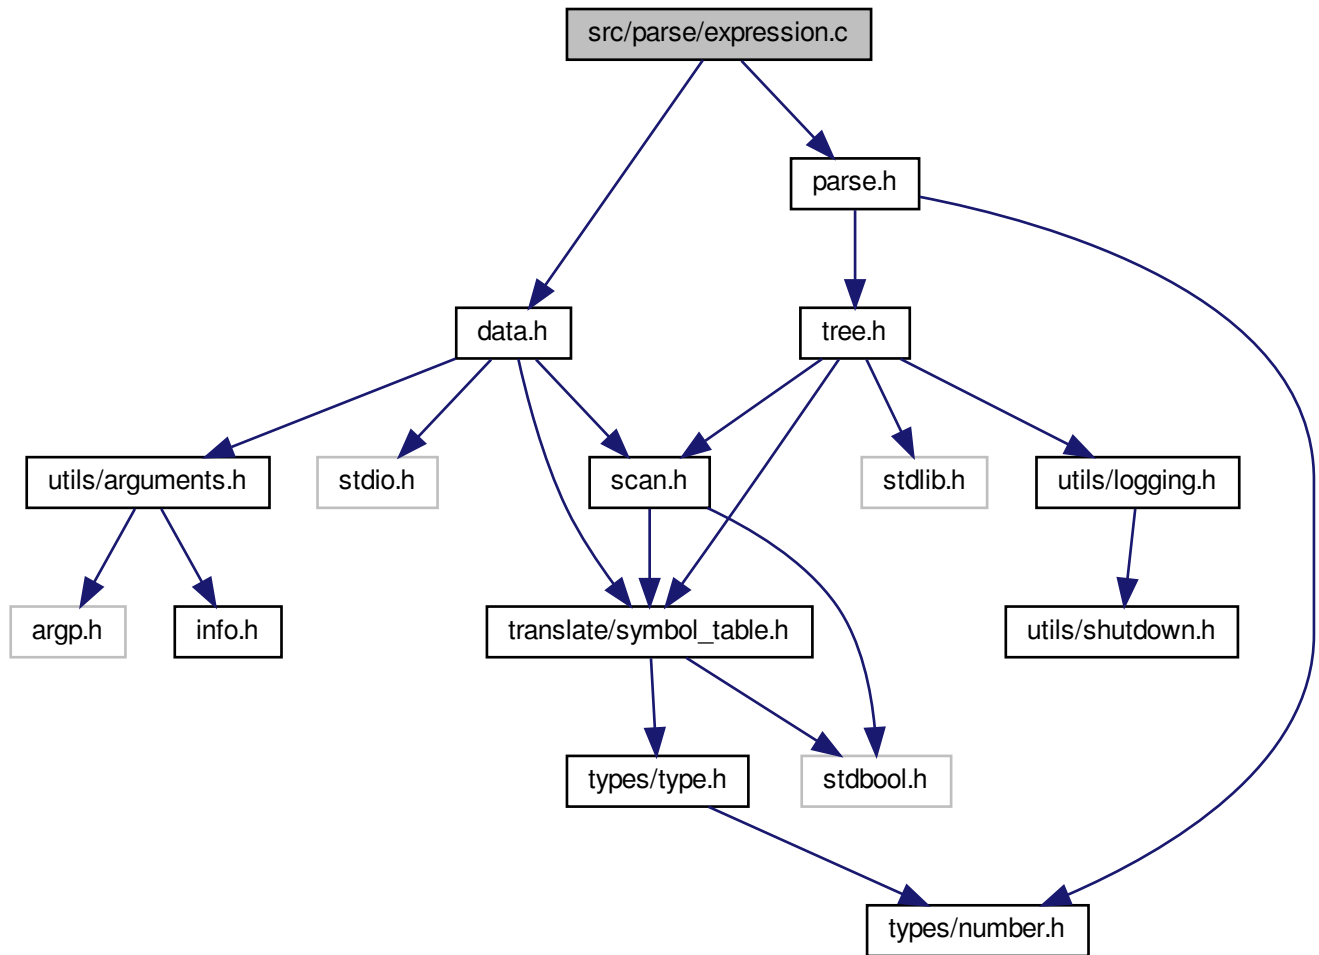 src/parse/expression.c
parse.h
data.h
tree.h
utils/arguments.h
stdio.h
scan.h
stdlib.h
utils/logging.h
argp.h
info.h
translate/symbol_table.h
utils/shutdown.h
types/type.h
stdbool.h
types/number.h